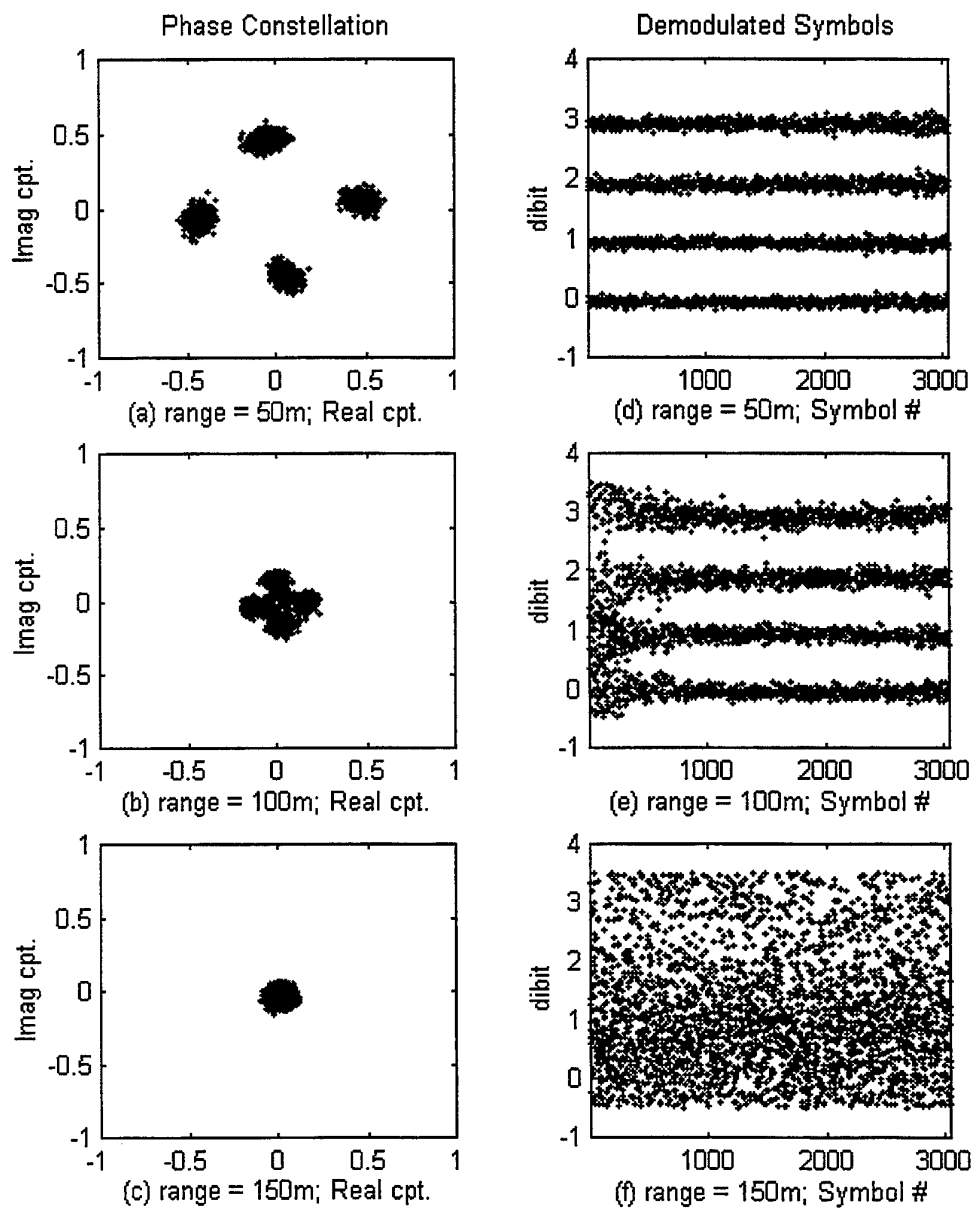 Phase Constellation
Demodulated Symbols
1
0.5
0
-0.5
-1
Imag cpt.
-1 -0.5 0 0.5 1
(a) range = 50m; Real cpt.
4
3
2
1
0
-1
dibit
1000 2000 3000
(d) range = 50m; Symbol #
1
0.5
0
-0.5
-1
Imag cpt.
-1 -0.5 0 0.5 1
(b) range = 100m; Real cpt.
4
3
2
1
0
-1
dibit
1000 2000 3000
(e) range = 100m; Symbol #
1
0.5
0
-0.5
-1
Imag cpt.
-1 -0.5 0 0.5 1
(c) range = 150m; Real cpt.
4
3
2
1
0
-1
dibit
1000 2000 3000
(f) range = 150m; Symbol #